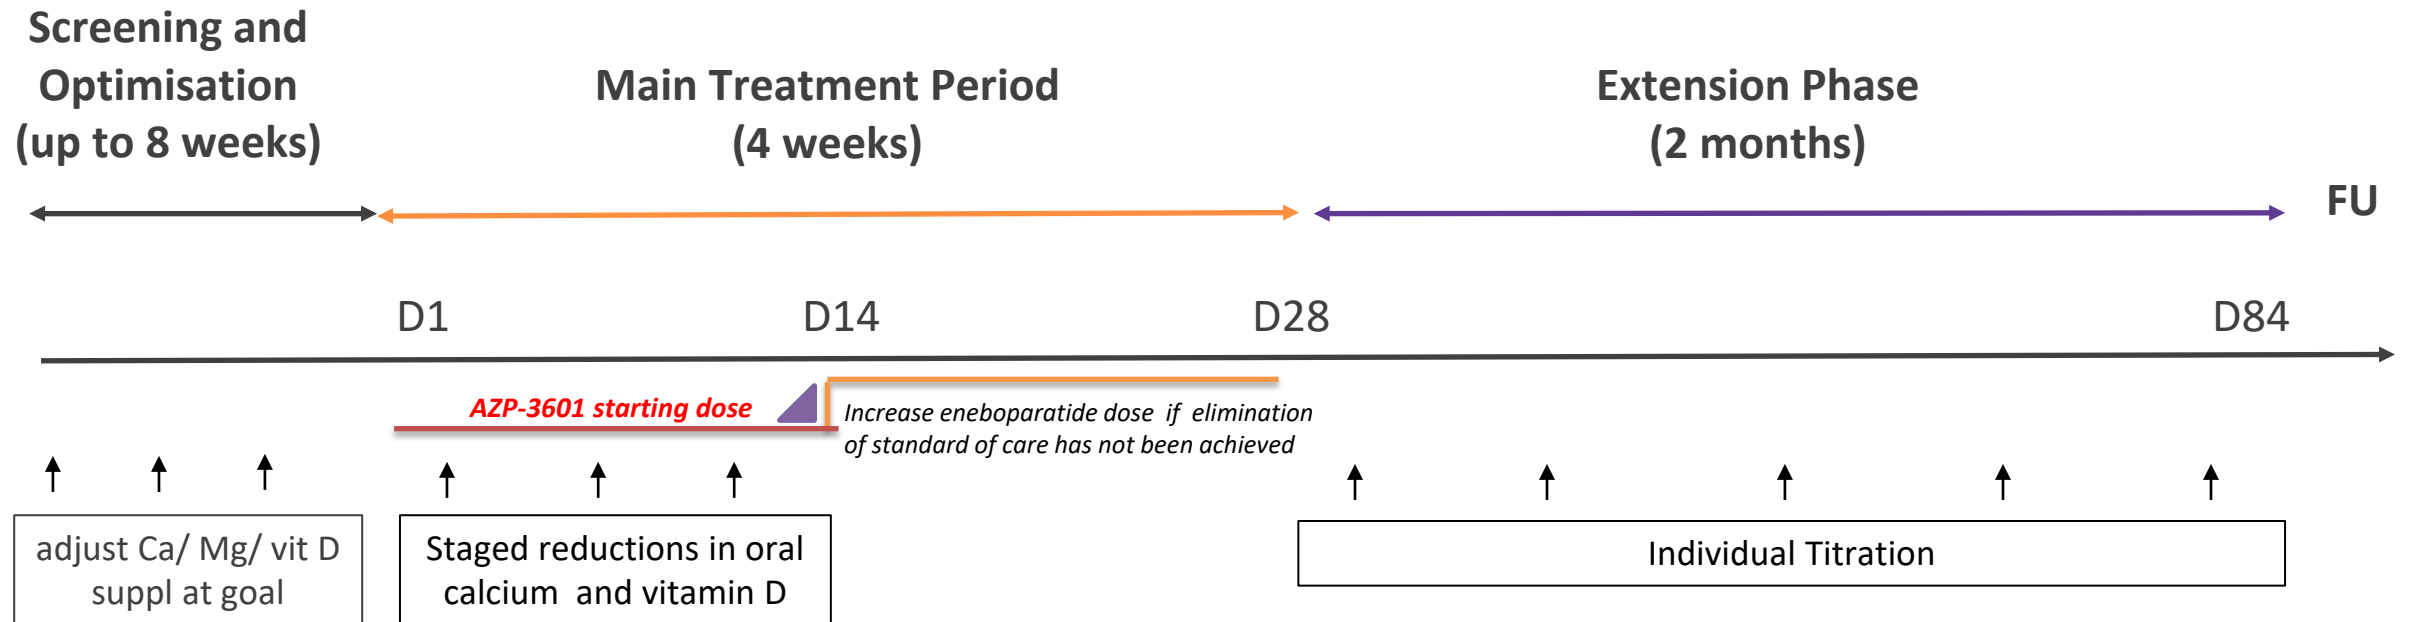 Screening and
Optimisation
(up to 8 weeks)
Main Treatment Period
(4 weeks)
Extension Phase
(2 months)
FU
D1
D14
D28
D84
AZP-3601 starting dose
Increase eneboparatide dose  if  elimination
of standard of care has not been achieved
adjust Ca/ Mg/ vit D
suppl at goal
Staged reductions in oral
calcium  and vitamin D
Individual Titration